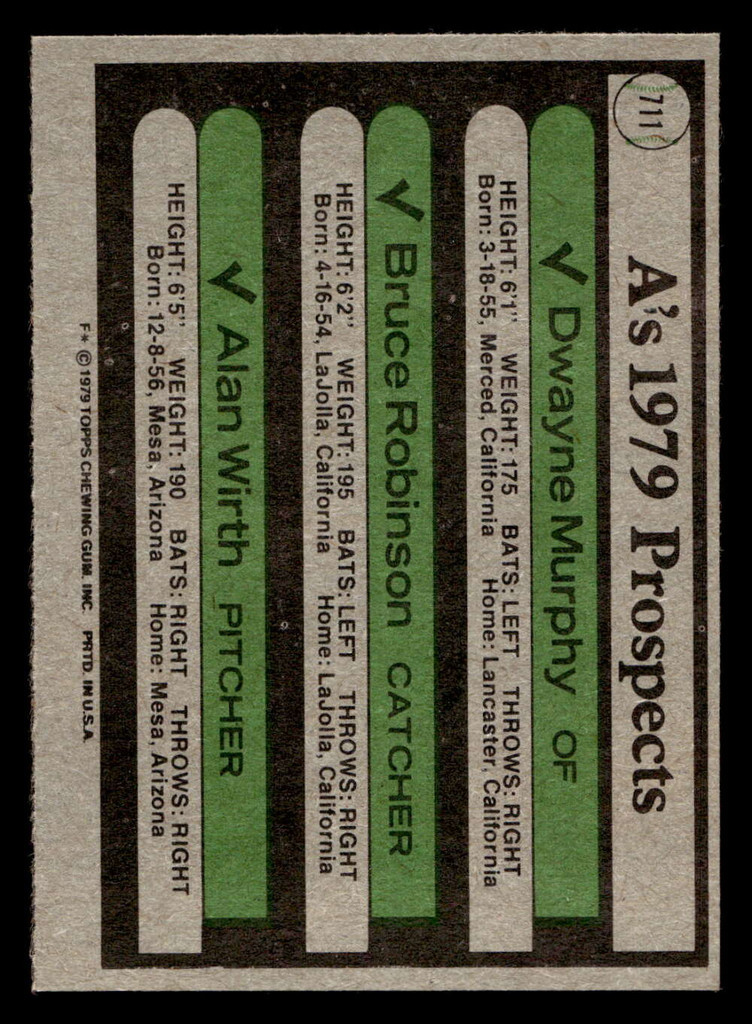 711
A's 1979 Prospects
✓ Dwayne Murphy OF
HEIGHT: 6'1" WEIGHT: 175 BATS: LEFT THROWS: RIGHT
Born: 3-18-55, Merced, California Home: Lancaster, California
✓ Bruce Robinson CATCHER
HEIGHT: 6'2" WEIGHT: 195 BATS: LEFT THROWS: RIGHT
Born: 4-16-54, LaJolla, California Home: LaJolla, California
✓ Alan Wirth PITCHER
HEIGHT: 6'5" WEIGHT: 190 BATS: RIGHT THROWS: RIGHT
Born: 12-8-56, Mesa, Arizona Home: Mesa, Arizona
F* © 1979 TOPPS CHEWING GUM, INC PRTD. IN U.S.A.